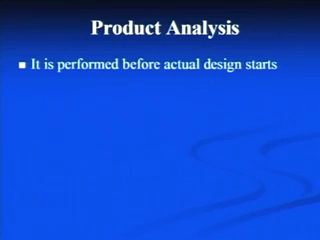 Product Analysis
It is performed before actual design starts